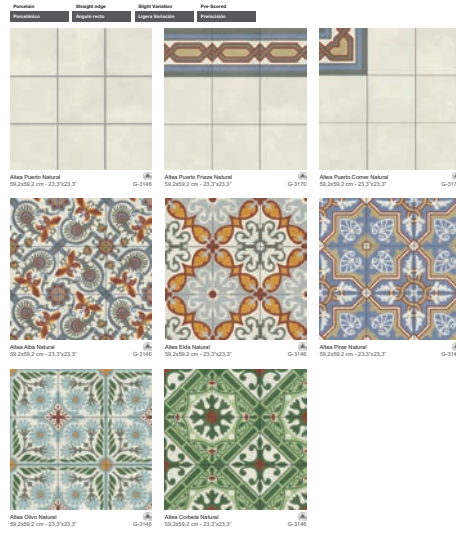 Porcelain Straight edge Slight Variation Pre-Scored
Porcelánico Ángulo recto Ligera Variación Preincisión
Altea Puerto Natural
59,2x59,2 cm - 23,3"x23,3" G-3146
Altea Puerto Frieze Natural
59,2x59,2 cm - 23,3"x23,3" G-3170
Altea Puerto Corner Natural
59,2x59,2 cm - 23,3"x23,3"
Altea Alba Natural
59,2x59,2 cm - 23,3"x23,3" G-3146
Altea Elda Natural
59,2x59,2 cm - 23,3"x23,3" G-3146
Altea Pinar Natural
59,2x59,2 cm - 23,3"x23,3"
Altea Olivo Natural
59,2x59,2 cm - 23,3"x23,3" G-3146
Altea Corbeta Natural
59,2x59,2 cm - 23,3"x23,3" G-3146